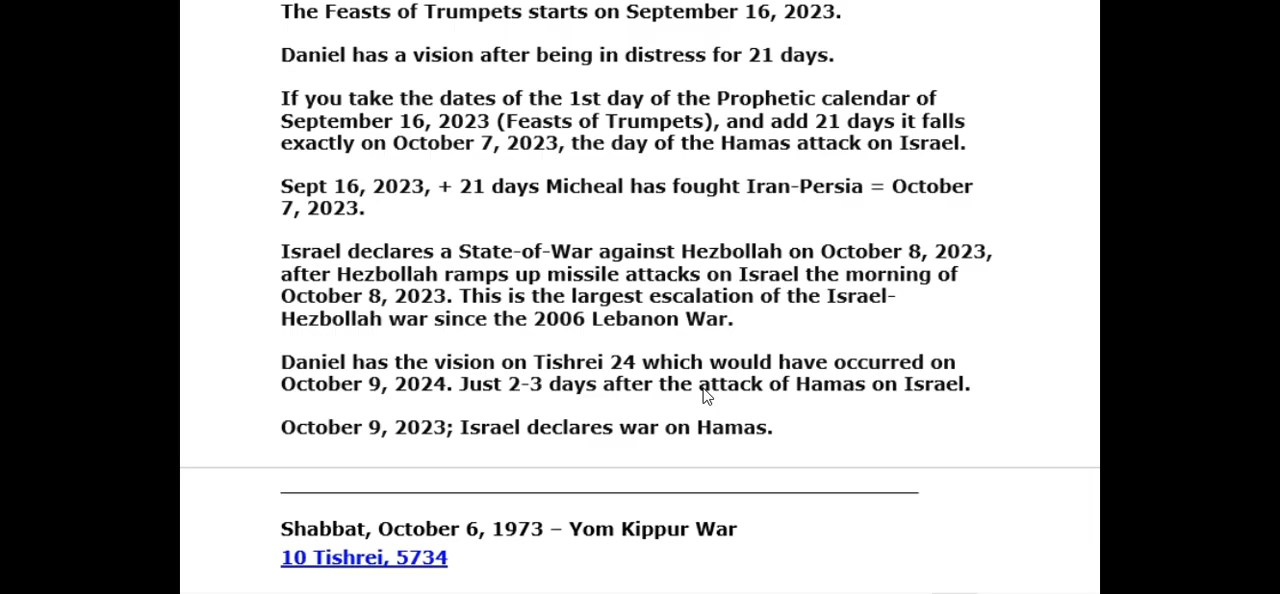 The Feasts of Trumpets starts on September 16, 2023.
Daniel has a vision after being in distress for 21 days.
If you take the dates of the 1st day of the Prophetic calendar of
September 16, 2023 (Feasts of Trumpets), and add 21 days it falls
exactly on October 7, 2023, the day of the Hamas attack on Israel.
Sept 16, 2023, + 21 days Micheal has fought Iran-Persia = October
7, 2023.
Israel declares a State-of-War against Hezbollah on October 8, 2023,
after Hezbollah ramps up missile attacks on Israel the morning of
October 8, 2023. This is the largest escalation of the Israel-
Hezbollah war since the 2006 Lebanon War.
Daniel has the vision on Tishrei 24 which would have occurred on
October 9, 2024. Just 2-3 days after the attack of Hamas on Israel.
October 9, 2023; Israel declares war on Hamas.
Shabbat, October 6, 1973 – Yom Kippur War
10 Tishrei, 5734